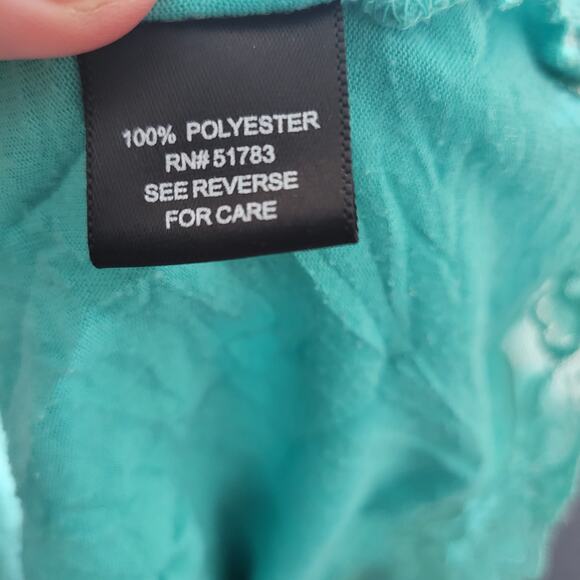 100% POLYESTER
RN# 51783
SEE REVERSE
FOR CARE